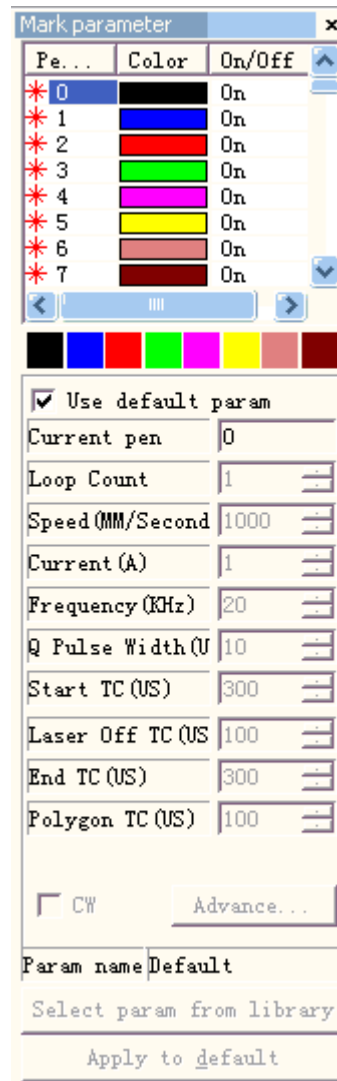 Mark parameter
Pe... Color On/Off
0 On
1 On
2 On
3 On
4 On
5 On
6 On
7 On
Use default param
Current pen 0
Loop Count 1
Speed(MM/Second 1000
Current(A) 1
Frequency(KHz) 20
Q Pulse Width(U 10
Start TC(US) 300
Laser Off TC(US 100
End TC(US) 300
Polygon TC(US) 100
CW Advance...
Param name Default
Select param from library
Apply to default